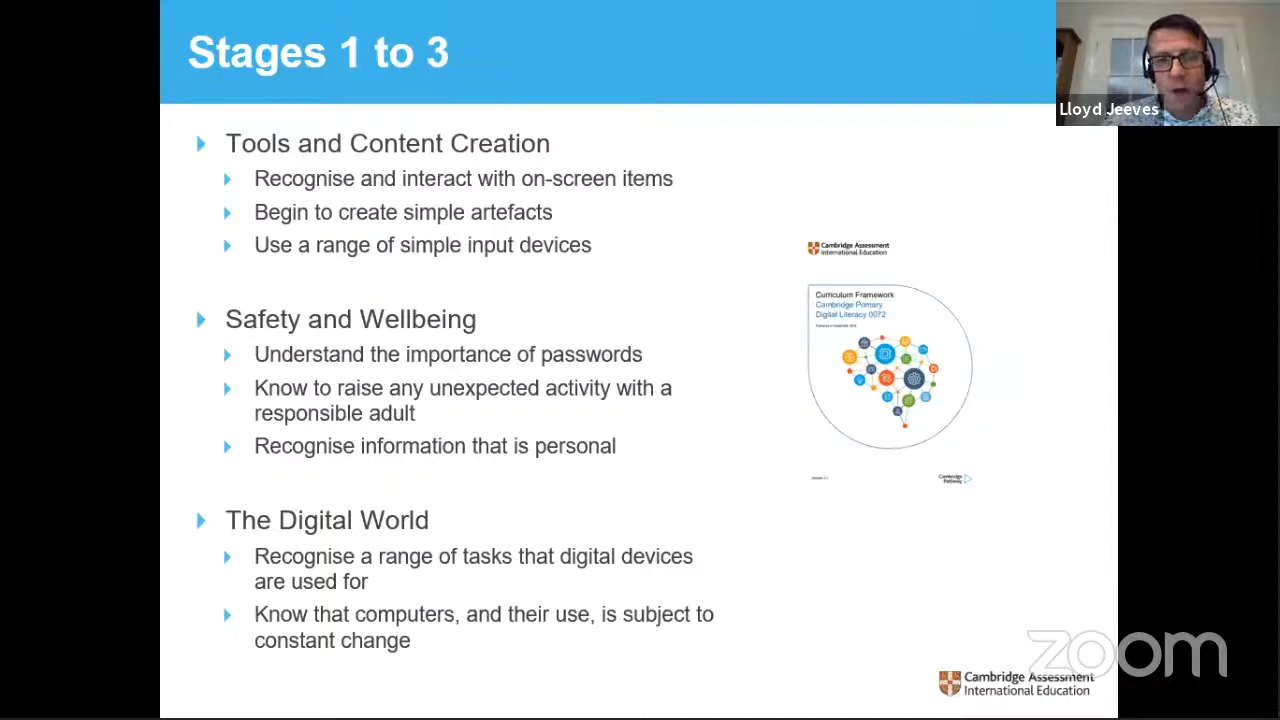 Stages 1 to 3
Lloyd Jeeves
Tools and Content Creation
Recognise and interact with on-screen items
Begin to create simple artefacts
Use a range of simple input devices
Safety and Wellbeing
Understand the importance of passwords
Know to raise any unexpected activity with a
responsible adult
Recognise information that is personal
The Digital World
Recognise a range of tasks that digital devices
are used for
Know that computers, and their use, is subject to
constant change
Cambridge Assessment
International Education
Curriculum Framework
Cambridge Primary
Digital Literacy 0072
Cambridge
Pathway
zoom
Cambridge Assessment
International Education